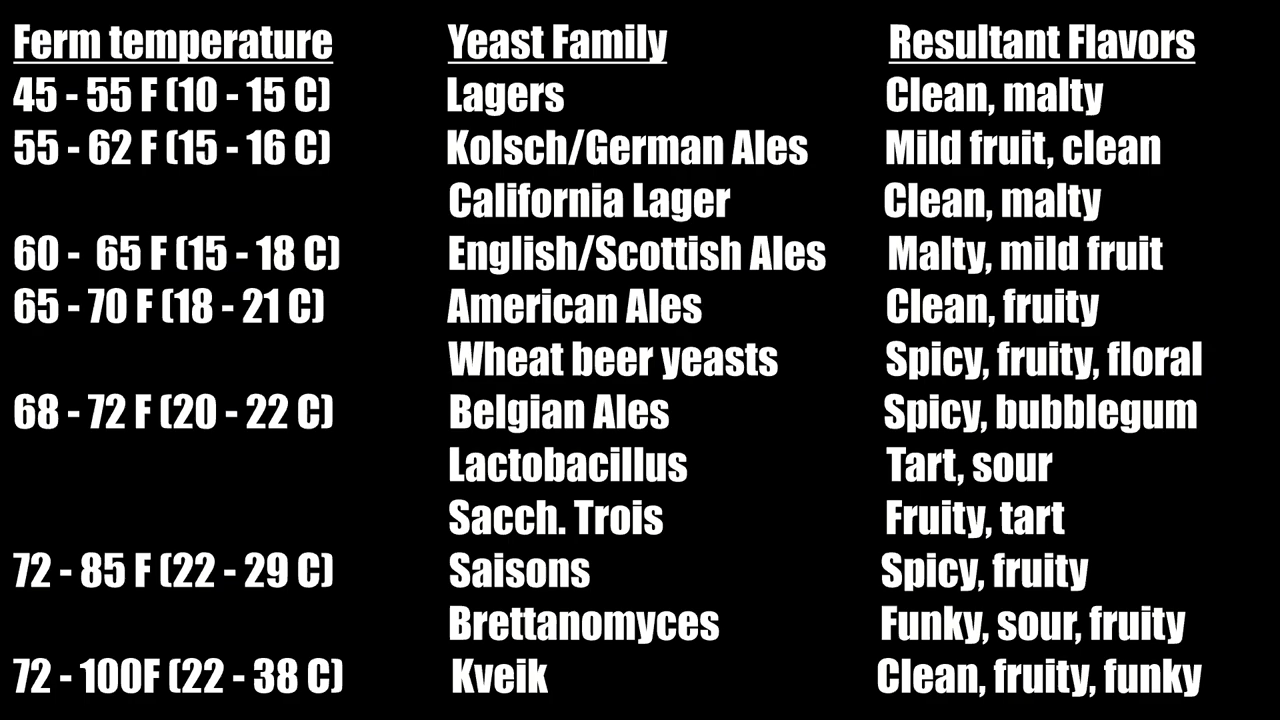 Ferm temperature Yeast Family Resultant Flavors
45 - 55 F (10 - 15 C) Lagers Clean, malty
55 - 62 F (15 - 16 C) Kolsch/German Ales Mild fruit, clean
California Lager Clean, malty
60 - 65 F (15 - 18 C) English/Scottish Ales Malty, mild fruit
65 - 70 F (18 - 21 C) American Ales Clean, fruity
Wheat beer yeasts Spicy, fruity, floral
68 - 72 F (20 - 22 C) Belgian Ales Spicy, bubblegum
Lactobacillus Tart, sour
Sacch. Trois Fruity, tart
72 - 85 F (22 - 29 C) Saisons Spicy, fruity
Brettanomyces Funky, sour, fruity
72 - 100F (22 - 38 C) Kveik Clean, fruity, funky